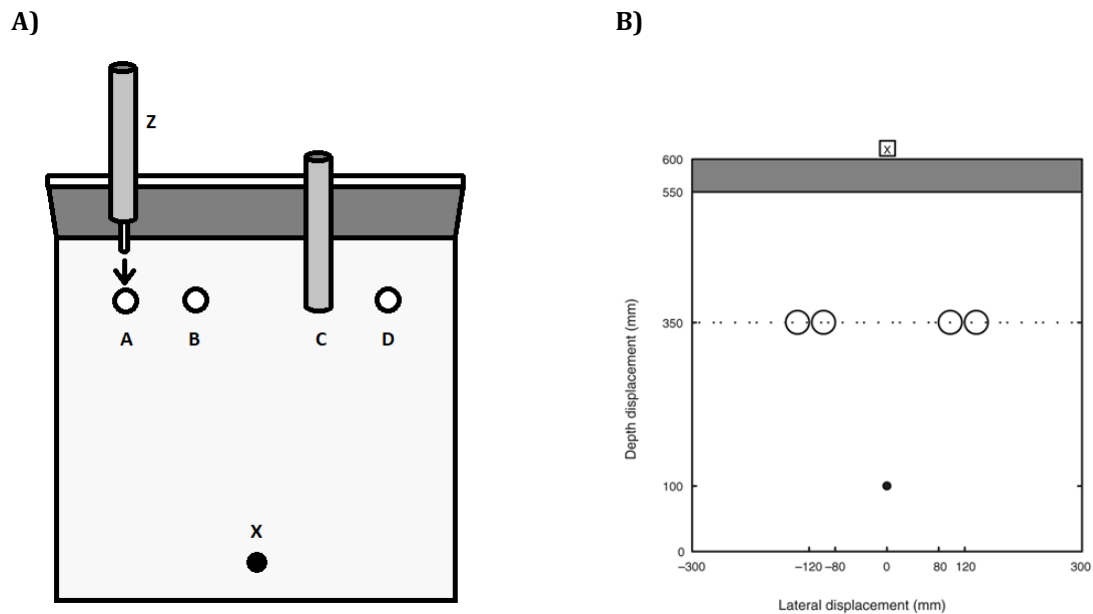 A)
Z
A B C D
X
B)
X
600
550
350
100
0
Depth displacement (mm)
−300 −120 −80 0 80 120 300
Lateral displacement (mm)